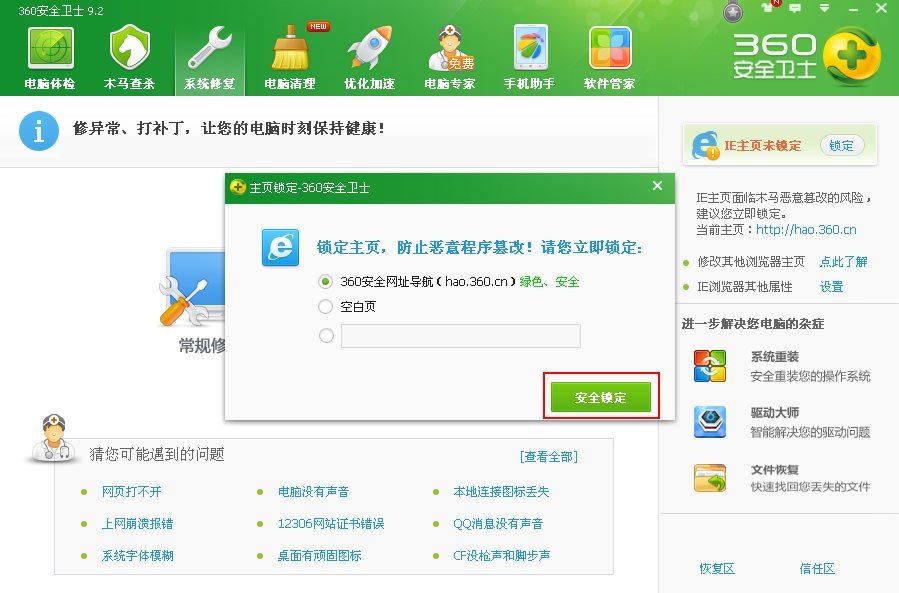 360安全卫士 9.2
N
NEW
免费
电脑体检
木马查杀
系统修复
电脑清理
优化加速
电脑专家
手机助手
软件管家
360
安全卫士
修异常、打补丁，让您的电脑时刻保持健康！
IE主页未锁定
锁定
IE主页面临木马恶意篡改的风险，
建议您立即锁定。
当前主页：http://hao.360.cn
修改其他浏览器主页 点此了解
IE浏览器其他属性 设置
主页锁定-360安全卫士
锁定主页，防止恶意程序篡改！请您立即锁定：
360安全网址导航（hao.360.cn）绿色、安全
空白页
安全锁定
常规修
进一步解决您电脑的杂症
系统重装
安全重装您的操作系统
驱动大师
智能解决您的驱动问题
文件恢复
快速找回您丢失的文件
猜您可能遇到的问题
[查看全部]
网页打不开
电脑没有声音
本地连接图标丢失
上网崩溃报错
12306网站证书错误
QQ消息没有声音
系统字体模糊
桌面有顽固图标
CF没枪声和脚步声
恢复区
信任区